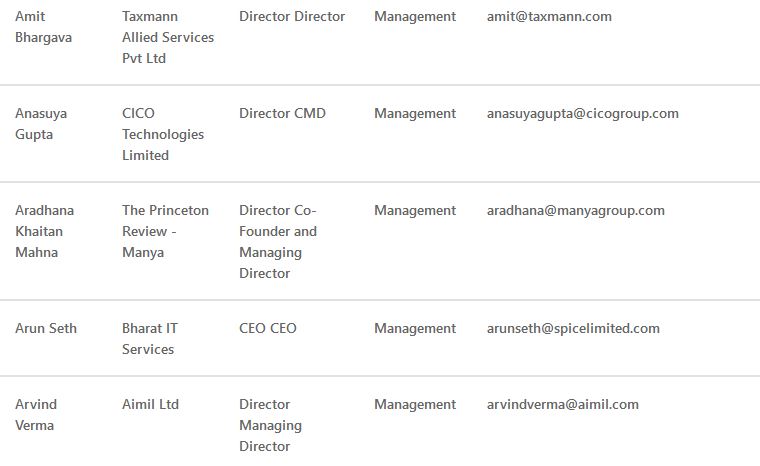 Amit Bhargava Taxmann Allied Services Pvt Ltd Director Director Management amit@taxmann.com
Anasuya Gupta CICO Technologies Limited Director CMD Management anasuyagupta@cicogroup.com
Aradhana Khaitan Mahna The Princeton Review - Manya Director Co-Founder and Managing Director Management aradhana@manyagroup.com
Arun Seth Bharat IT Services CEO CEO Management arunseth@spicelimited.com
Arvind Verma Aimil Ltd Director Managing Director Management arvindverma@aimil.com